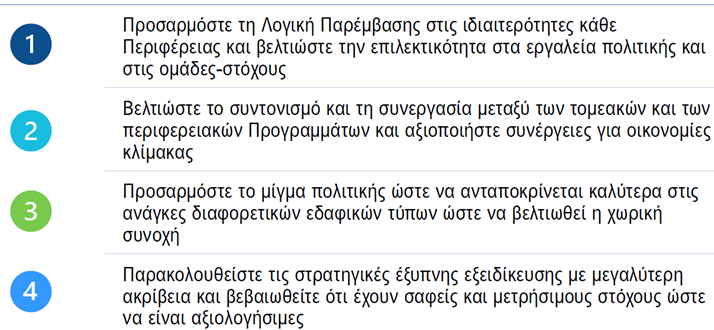 1
Προσαρμόστε τη Λογική Παρέμβασης στις ιδιαιτερότητες κάθε
Περιφέρειας και βελτιώστε την επιλεκτικότητα στα εργαλεία πολιτικής και
στις ομάδες-στόχους
2
Βελτιώστε το συντονισμό και τη συνεργασία μεταξύ των τομεακών και των
περιφερειακών Προγραμμάτων και αξιοποιήστε συνέργειες για οικονομίες
κλίμακας
3
Προσαρμόστε το μίγμα πολιτικής ώστε να ανταποκρίνεται καλύτερα στις
ανάγκες διαφορετικών εδαφικών τύπων ώστε να βελτιωθεί η χωρική
συνοχή
4
Παρακολουθείστε τις στρατηγικές έξυπνης εξειδίκευσης με μεγαλύτερη
ακρίβεια και βεβαιωθείτε ότι έχουν σαφείς και μετρήσιμους στόχους ώστε
να είναι αξιολογήσιμες